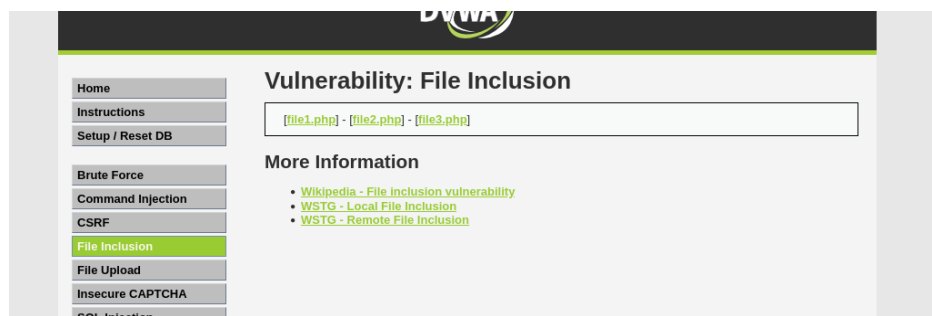 DVWA
Vulnerability: File Inclusion
Home
Instructions
Setup / Reset DB
Brute Force
Command Injection
CSRF
File Inclusion
File Upload
Insecure CAPTCHA
SQL Injection
[file1.php] - [file2.php] - [file3.php]
More Information
• Wikipedia - File inclusion vulnerability
• WSTG - Local File Inclusion
• WSTG - Remote File Inclusion